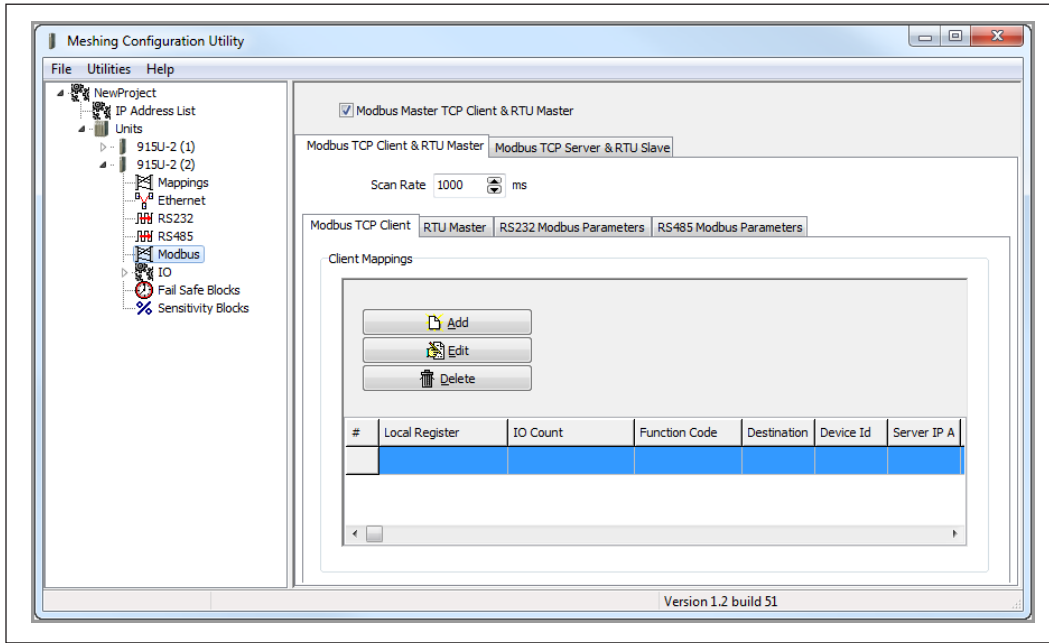 Meshing Configuration Utility
File Utilities Help
NewProject
IP Address List
Units
915U-2 (1)
915U-2 (2)
Mappings
Ethernet
RS232
RS485
Modbus
IO
Fail Safe Blocks
Sensitivity Blocks
Modbus Master TCP Client & RTU Master
Modbus TCP Client & RTU Master Modbus TCP Server & RTU Slave
Scan Rate 1000 ms
Modbus TCP Client RTU Master RS232 Modbus Parameters RS485 Modbus Parameters
Client Mappings
Add
Edit
Delete
# Local Register IO Count Function Code Destination Device Id Server IP A
Version 1.2 build 51